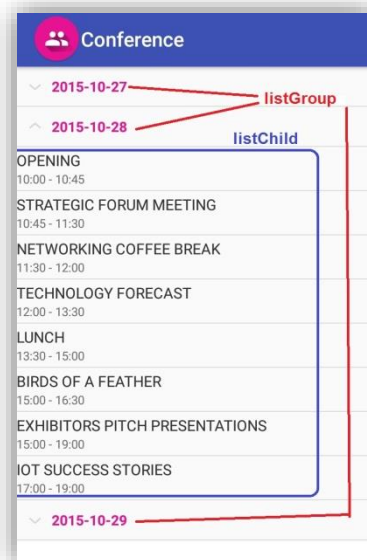 Conference
2015-10-27
listGroup
2015-10-28
listChild
OPENING
10:00 - 10:45
STRATEGIC FORUM MEETING
10:45 - 11:30
NETWORKING COFFEE BREAK
11:30 - 12:00
TECHNOLOGY FORECAST
12:00 - 13:30
LUNCH
13:30 - 15:00
BIRDS OF A FEATHER
15:00 - 16:30
EXHIBITORS PITCH PRESENTATIONS
15:00 - 19:00
IOT SUCCESS STORIES
17:00 - 19:00
2015-10-29